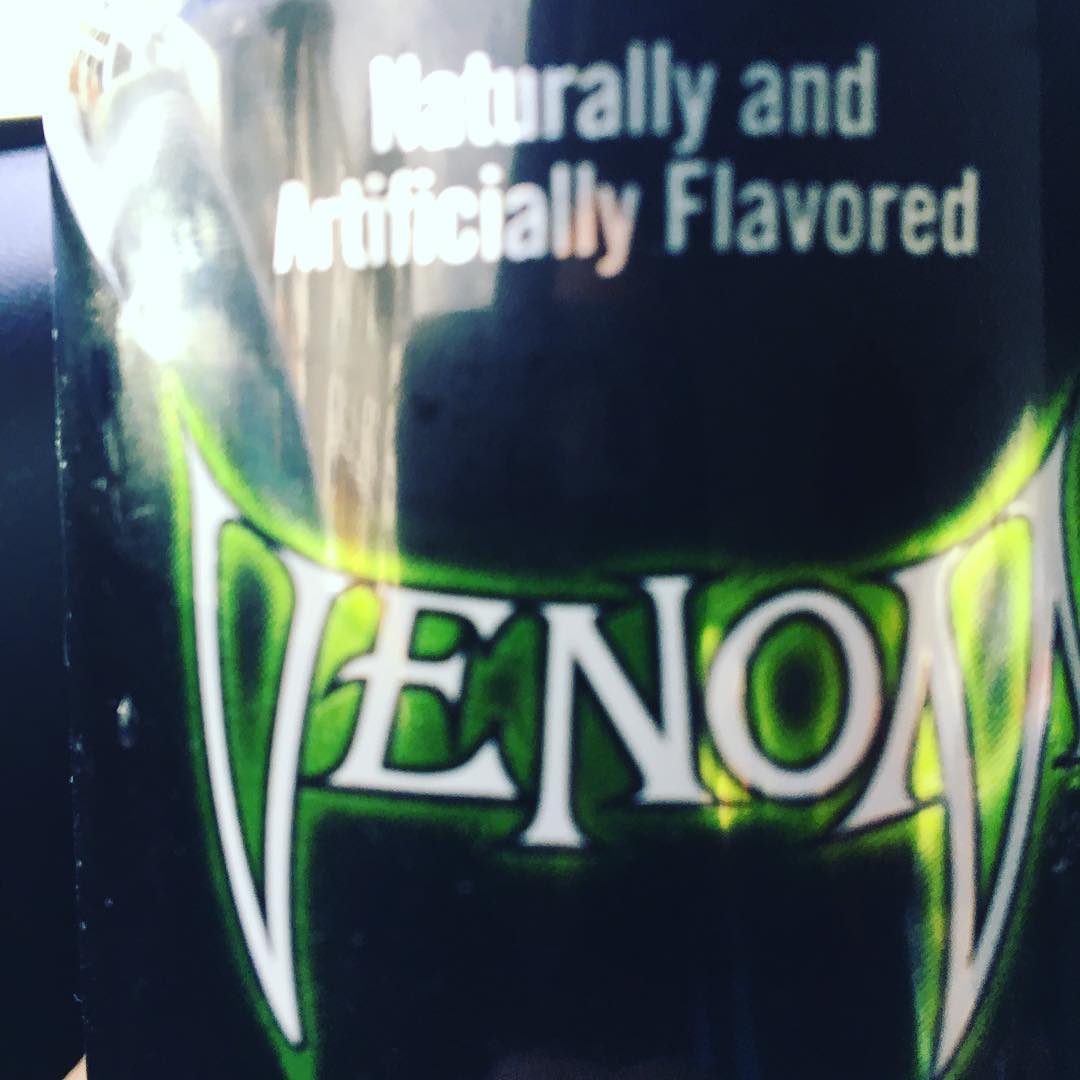 Naturally and
Artificially Flavored
VENOM